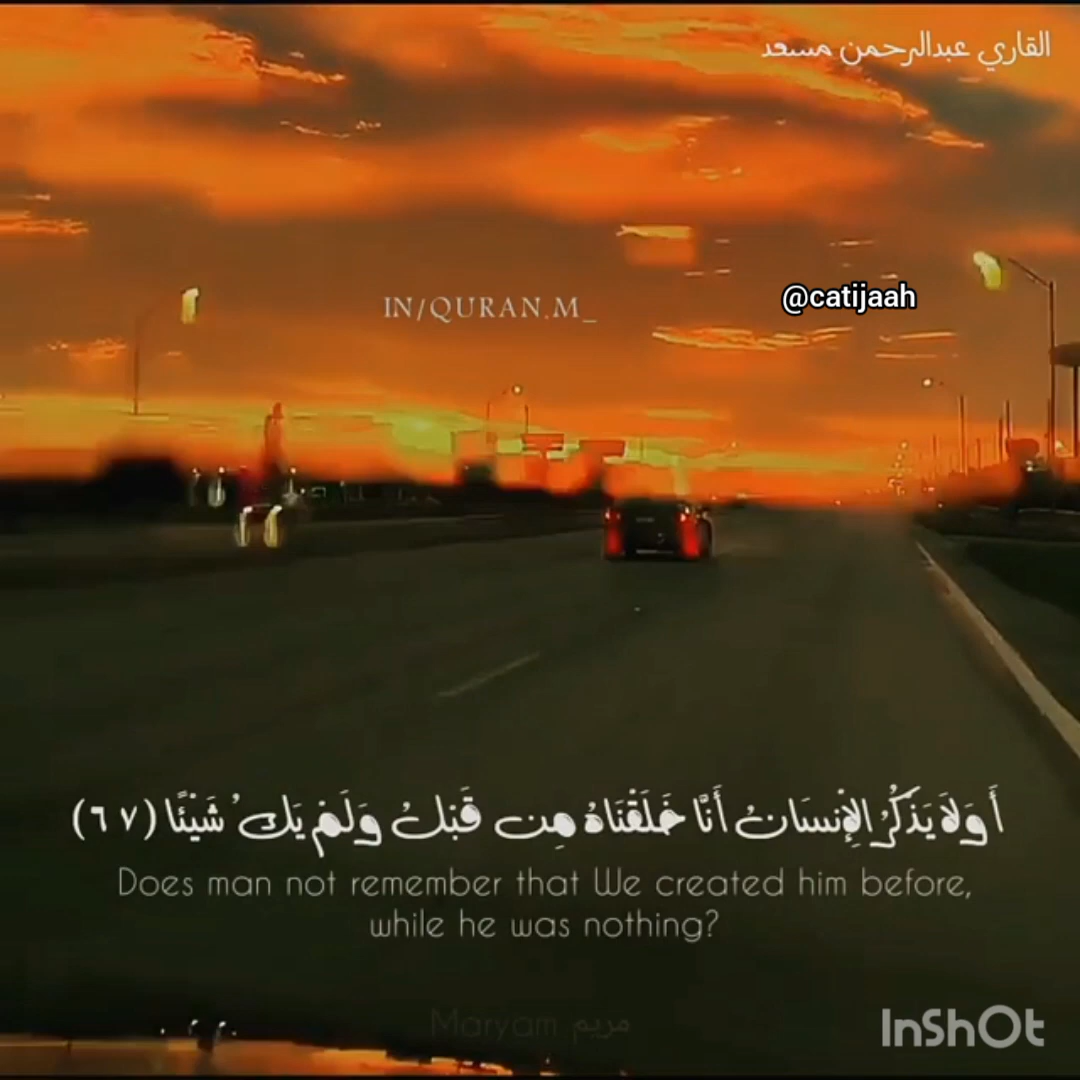 القاري عبدالرحمن مسعد
IN/QURAN.M_
@catijaah
أَوَلَا يَذْكُرُ الْإِنسَانُ أَنَّا خَلَقْنَاهُ مِن قَبْلُ وَلَمْ يَكُ شَيْئًا (٦٧)
Does man not remember that We created him before,
while he was nothing?
Maryam مريم
InShOt